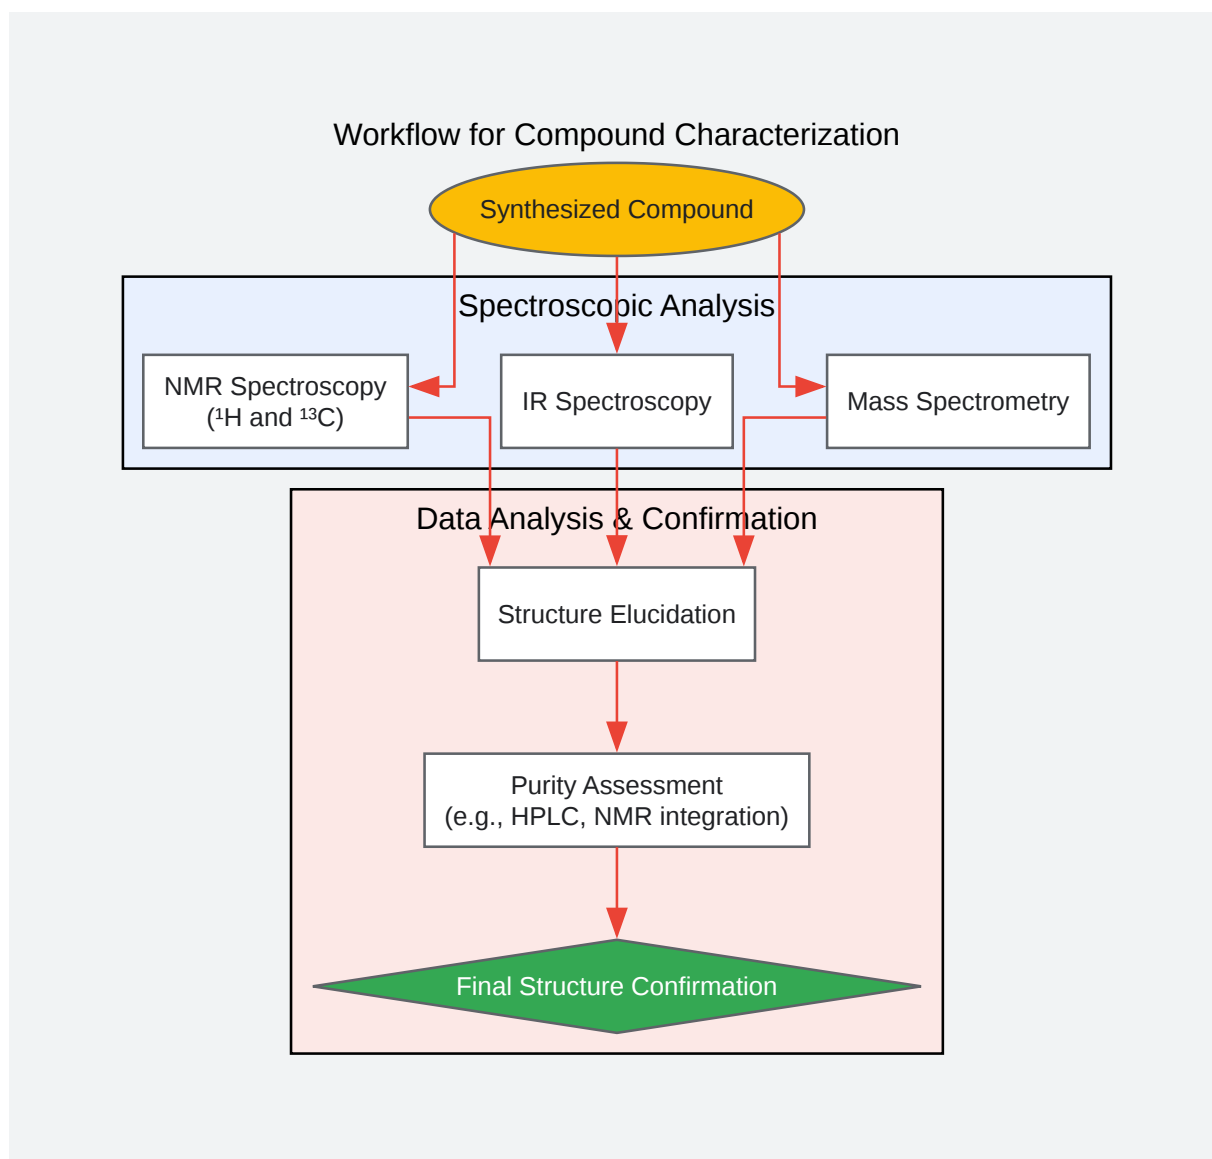 Workflow for Compound Characterization
Synthesized Compound
Spectroscopic Analysis
NMR Spectroscopy
(¹H and ¹³C)
IR Spectroscopy
Mass Spectrometry
Data Analysis & Confirmation
Structure Elucidation
Purity Assessment
(e.g., HPLC, NMR integration)
Final Structure Confirmation